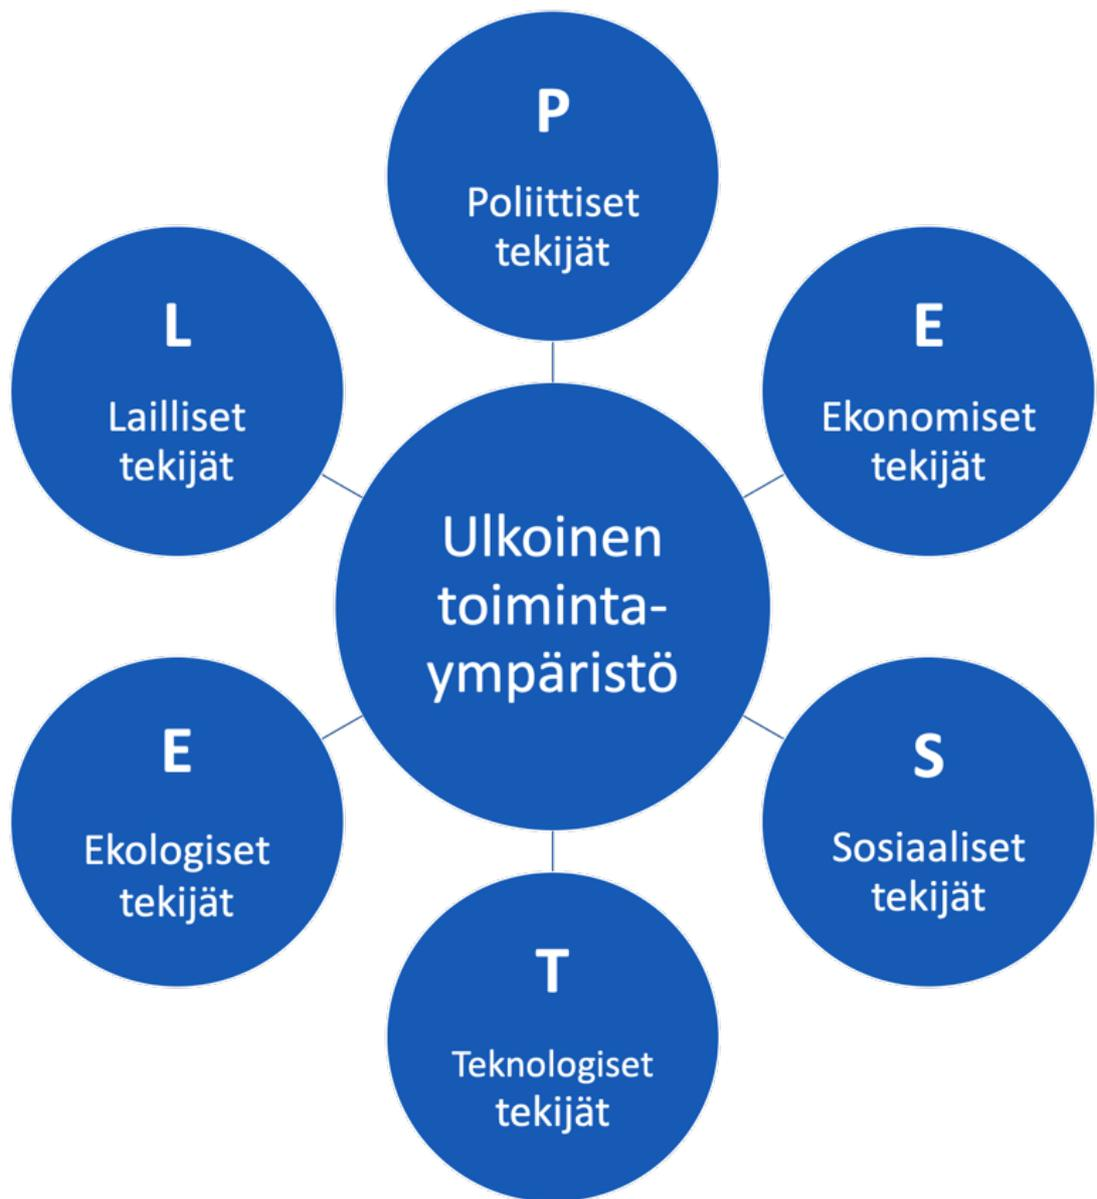 P
Poliittiset
tekijät
E
Ekonomiset
tekijät
S
Sosiaaliset
tekijät
T
Teknologiset
tekijät
E
Ekologiset
tekijät
L
Lailliset
tekijät
Ulkoinen
toiminta-
ympäristö